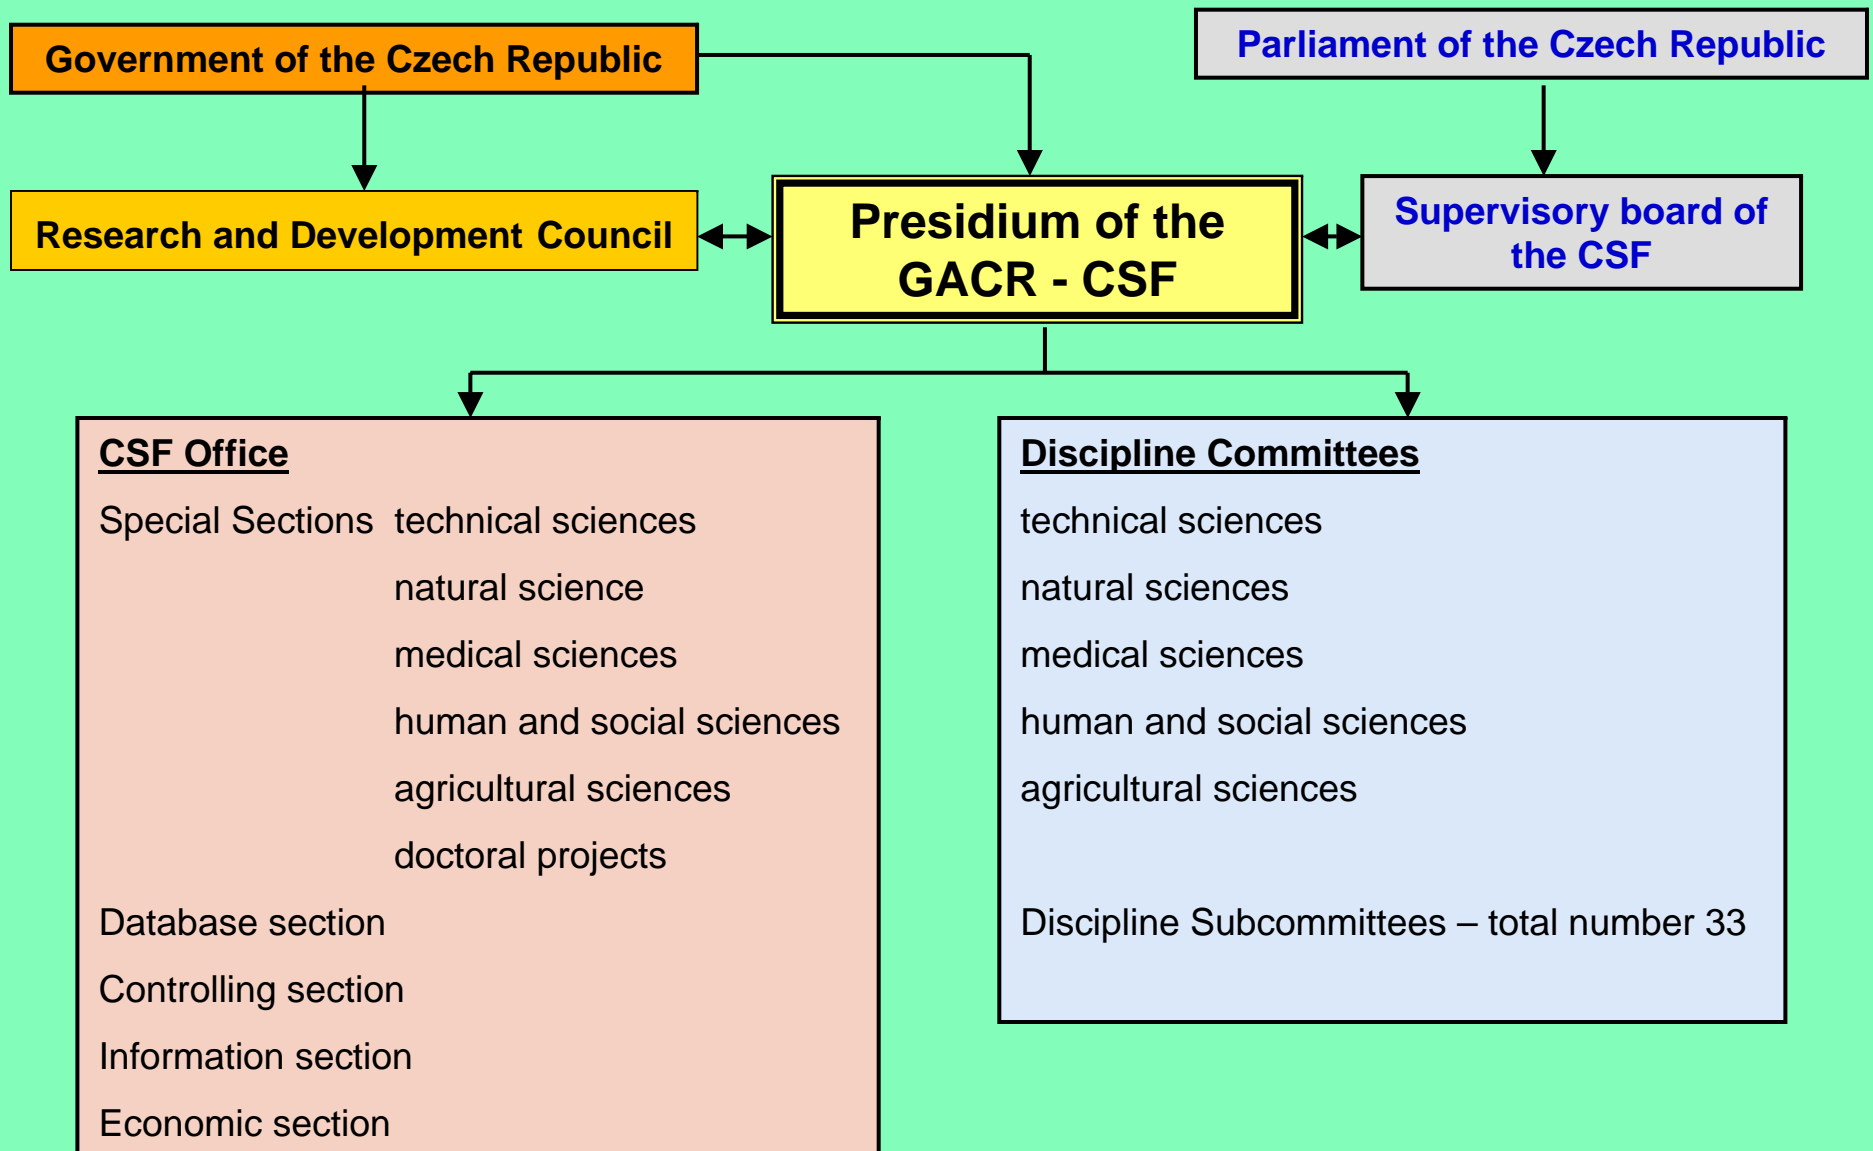 Government of the Czech Republic
Parliament of the Czech Republic
Research and Development Council
Presidium of the
GACR - CSF
Supervisory board of
the CSF
CSF Office
Special Sections technical sciences
natural science
medical sciences
human and social sciences
agricultural sciences
doctoral projects
Database section
Controlling section
Information section
Economic section
Discipline Committees
technical sciences
natural sciences
medical sciences
human and social sciences
agricultural sciences
Discipline Subcommittees – total number 33